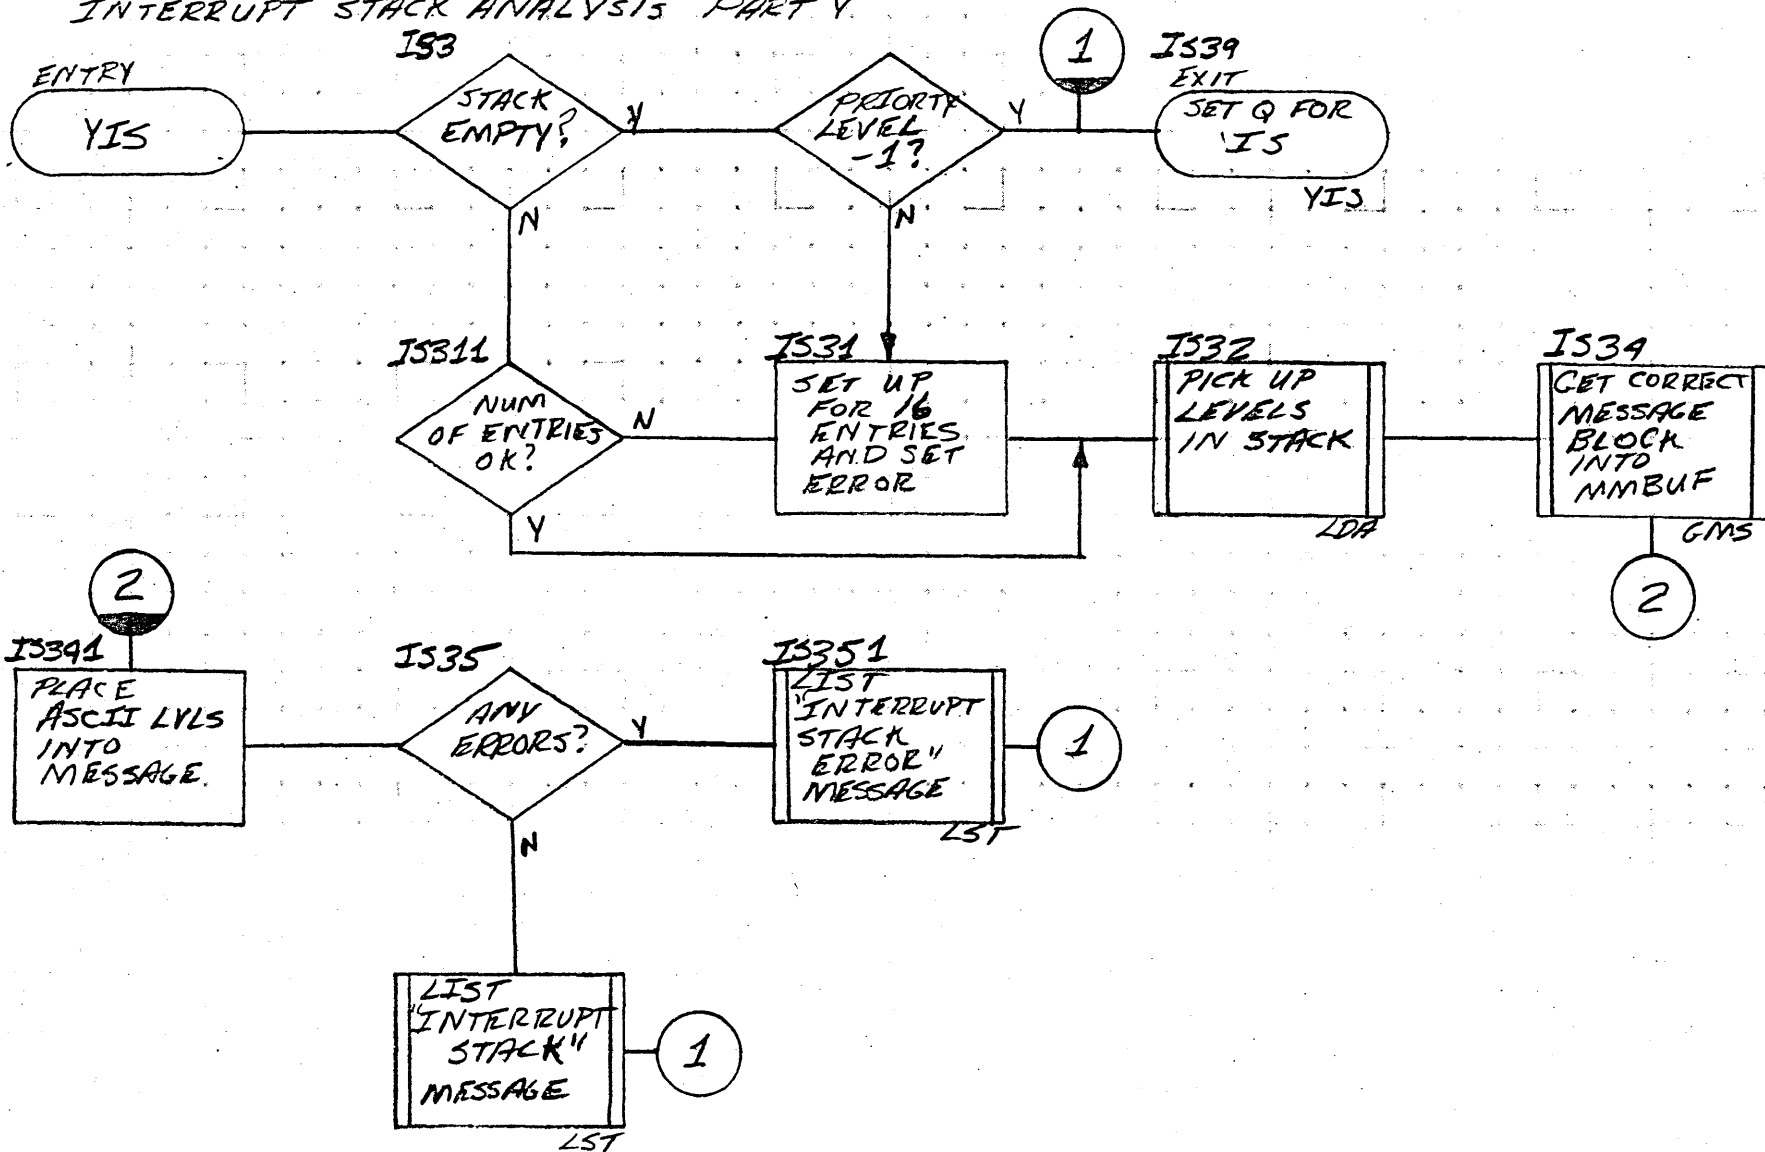 INTERRUPT STACK ANALYSIS PART Y
ENTRY
YIS
IS3
STACK
EMPTY?
Y
N
PRIORTY
LEVEL
-1?
Y
N
1
IS39
EXIT
SET Q FOR
'IS
YIS
IS311
NUM
OF ENTRIES
OK?
N
Y
IS31
SET UP
FOR 16
ENTRIES
AND SET
ERROR
IS32
PICK UP
LEVELS
IN STACK
LDA
IS34
GET CORRECT
MESSAGE
BLOCK
INTO
MMBUF
GMS
2
2
IS341
PLACE
ASCII LVLS
INTO
MESSAGE.
IS35
ANY
ERRORS?
Y
N
IS351
LIST
"INTERRUPT
STACK
ERROR"
MESSAGE
LST
1
LIST
"INTERRUPT
STACK"
MESSAGE
LST
1